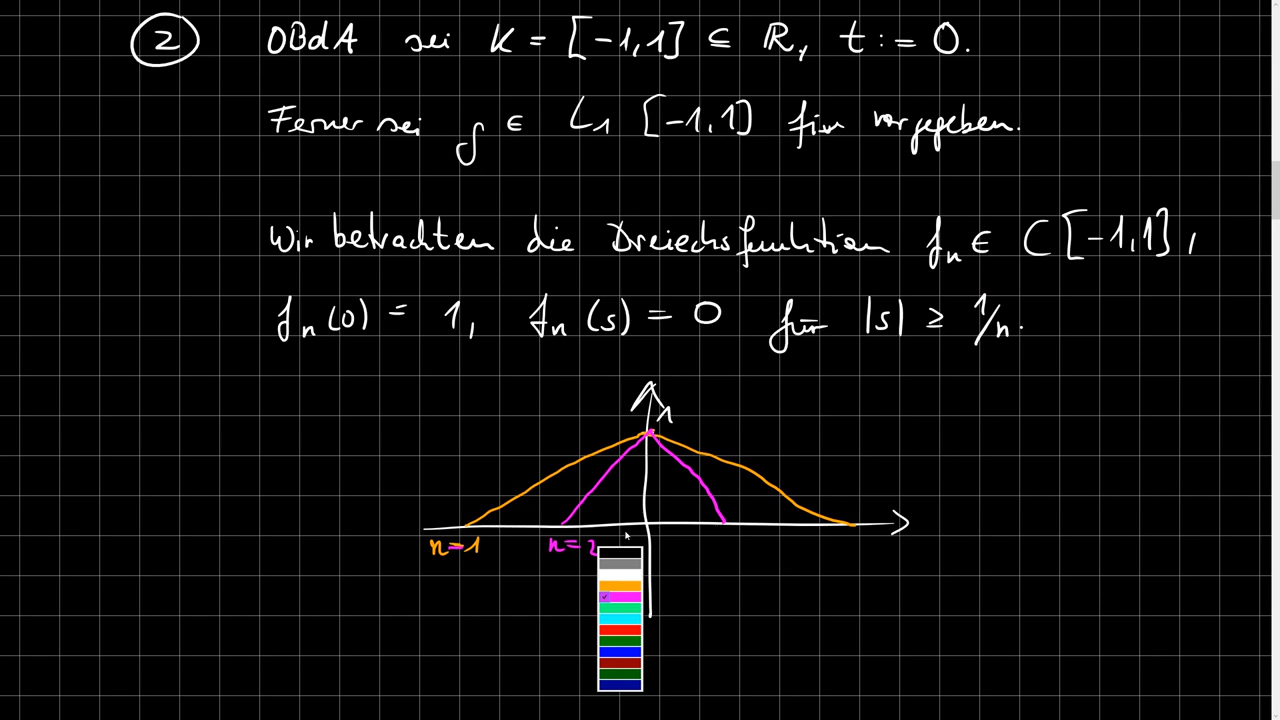 ② OBdA sei K = [-1,1] ⊆ ℝ, t := 0.
Ferner sei g ∈ L₁ [-1,1] fix vorgegeben.
Wir betrachten die Dreiecksfunktion fₙ ∈ C[-1,1],
fₙ(0) = 1, fₙ(s) = 0 für |s| ≥ 1/n.
1
n=1 n=2